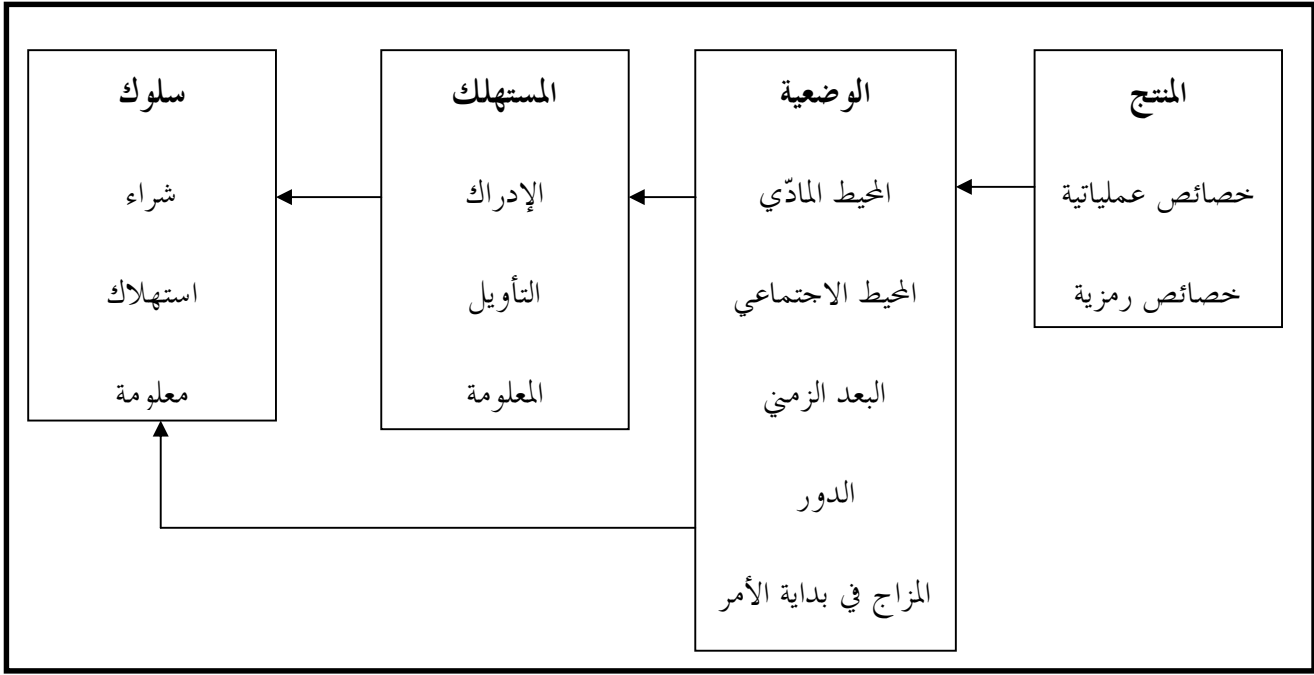 المنتج
خصائص عملياتية
خصائص رمزية
الوضعية
المحيط المادّي
المحيط الاجتماعي
البعد الزمني
الدور
المزاج في بداية الأمر
المستهلك
الإدراك
التأويل
المعلومة
سلوك
شراء
استهلاك
معلومة